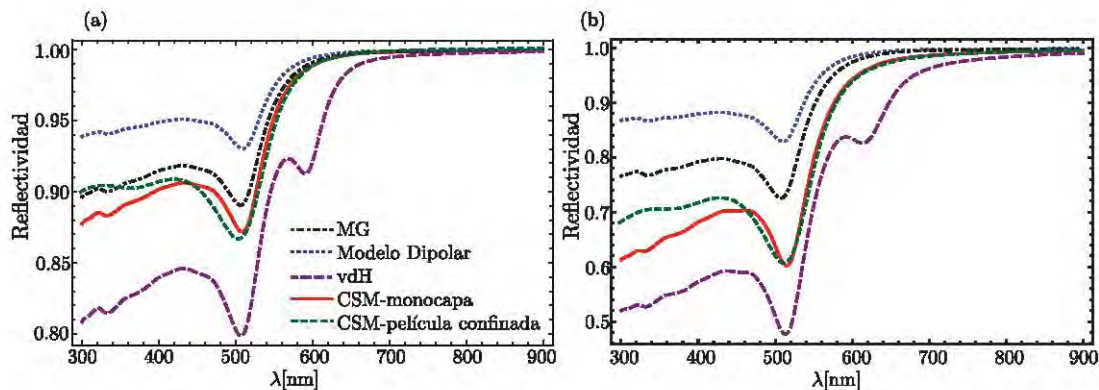 (a)
1.00
0.95
0.90
0.85
0.80
Reflectividad
MG
Modelo Dipolar
vdH
CSM-monocapa
CSM-película confinada
300 400 500 600 700 800 900
λ[nm]
(b)
1.0
0.9
0.8
0.7
0.6
0.5
Reflectividad
300 400 500 600 700 800 900
λ[nm]